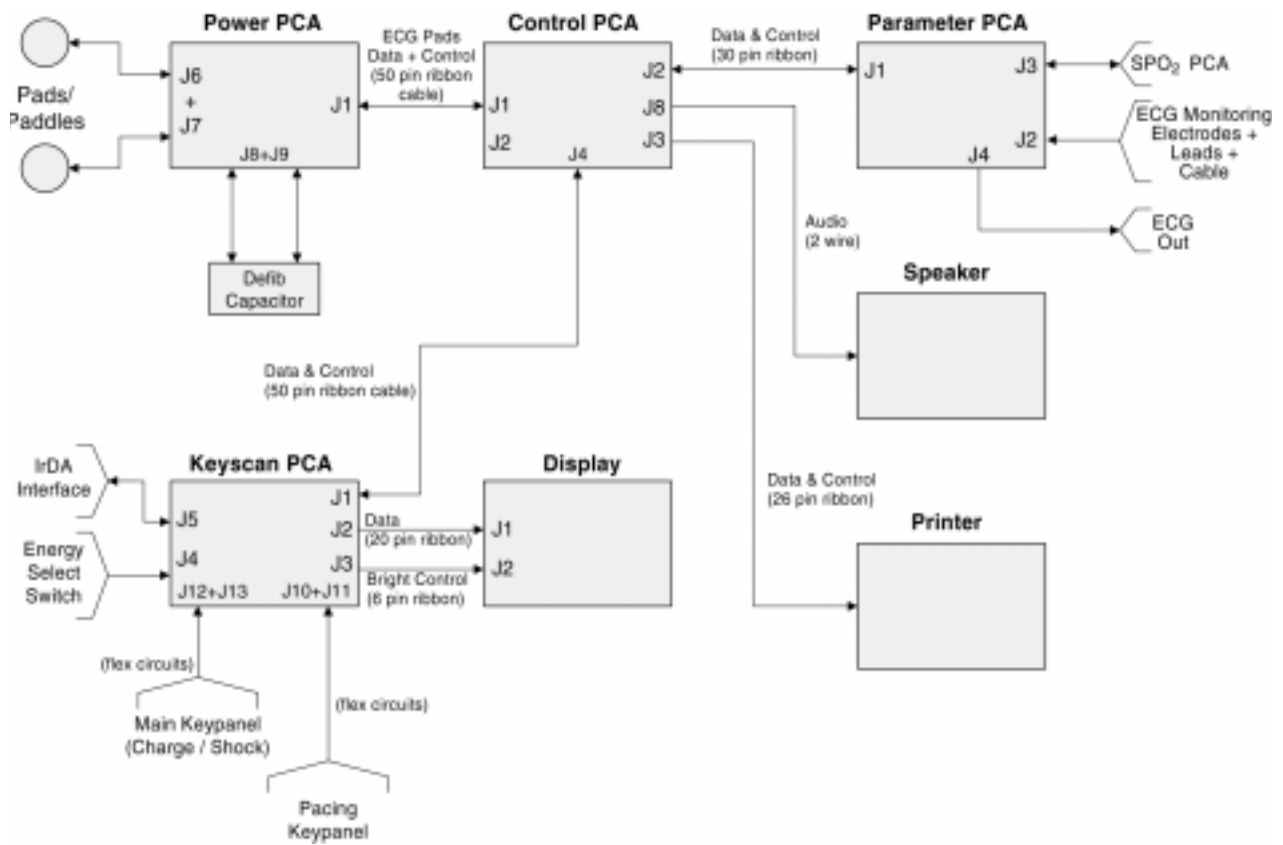 Power PCA
J6
+
J7
J1
J8+J9
Pads/
Paddles
Defib
Capacitor
ECG Pads
Data + Control
(50 pin ribbon
cable)
Control PCA
J1
J2
J2
J8
J3
J4
Data & Control
(30 pin ribbon)
Parameter PCA
J1
J3
J2
J4
SPO₂ PCA
ECG Monitoring
Electrodes +
Leads +
Cable
ECG
Out
Audio
(2 wire)
Speaker
Data & Control
(50 pin ribbon cable)
IrDA
Interface
Energy
Select
Switch
Keyscan PCA
J5
J4
J1
J2
J3
J12+J13
J10+J11
Data
(20 pin ribbon)
Bright Control
(6 pin ribbon)
Display
J1
J2
Data & Control
(26 pin ribbon)
Printer
(flex circuits)
Main Keypanel
(Charge / Shock)
(flex circuits)
Pacing
Keypanel